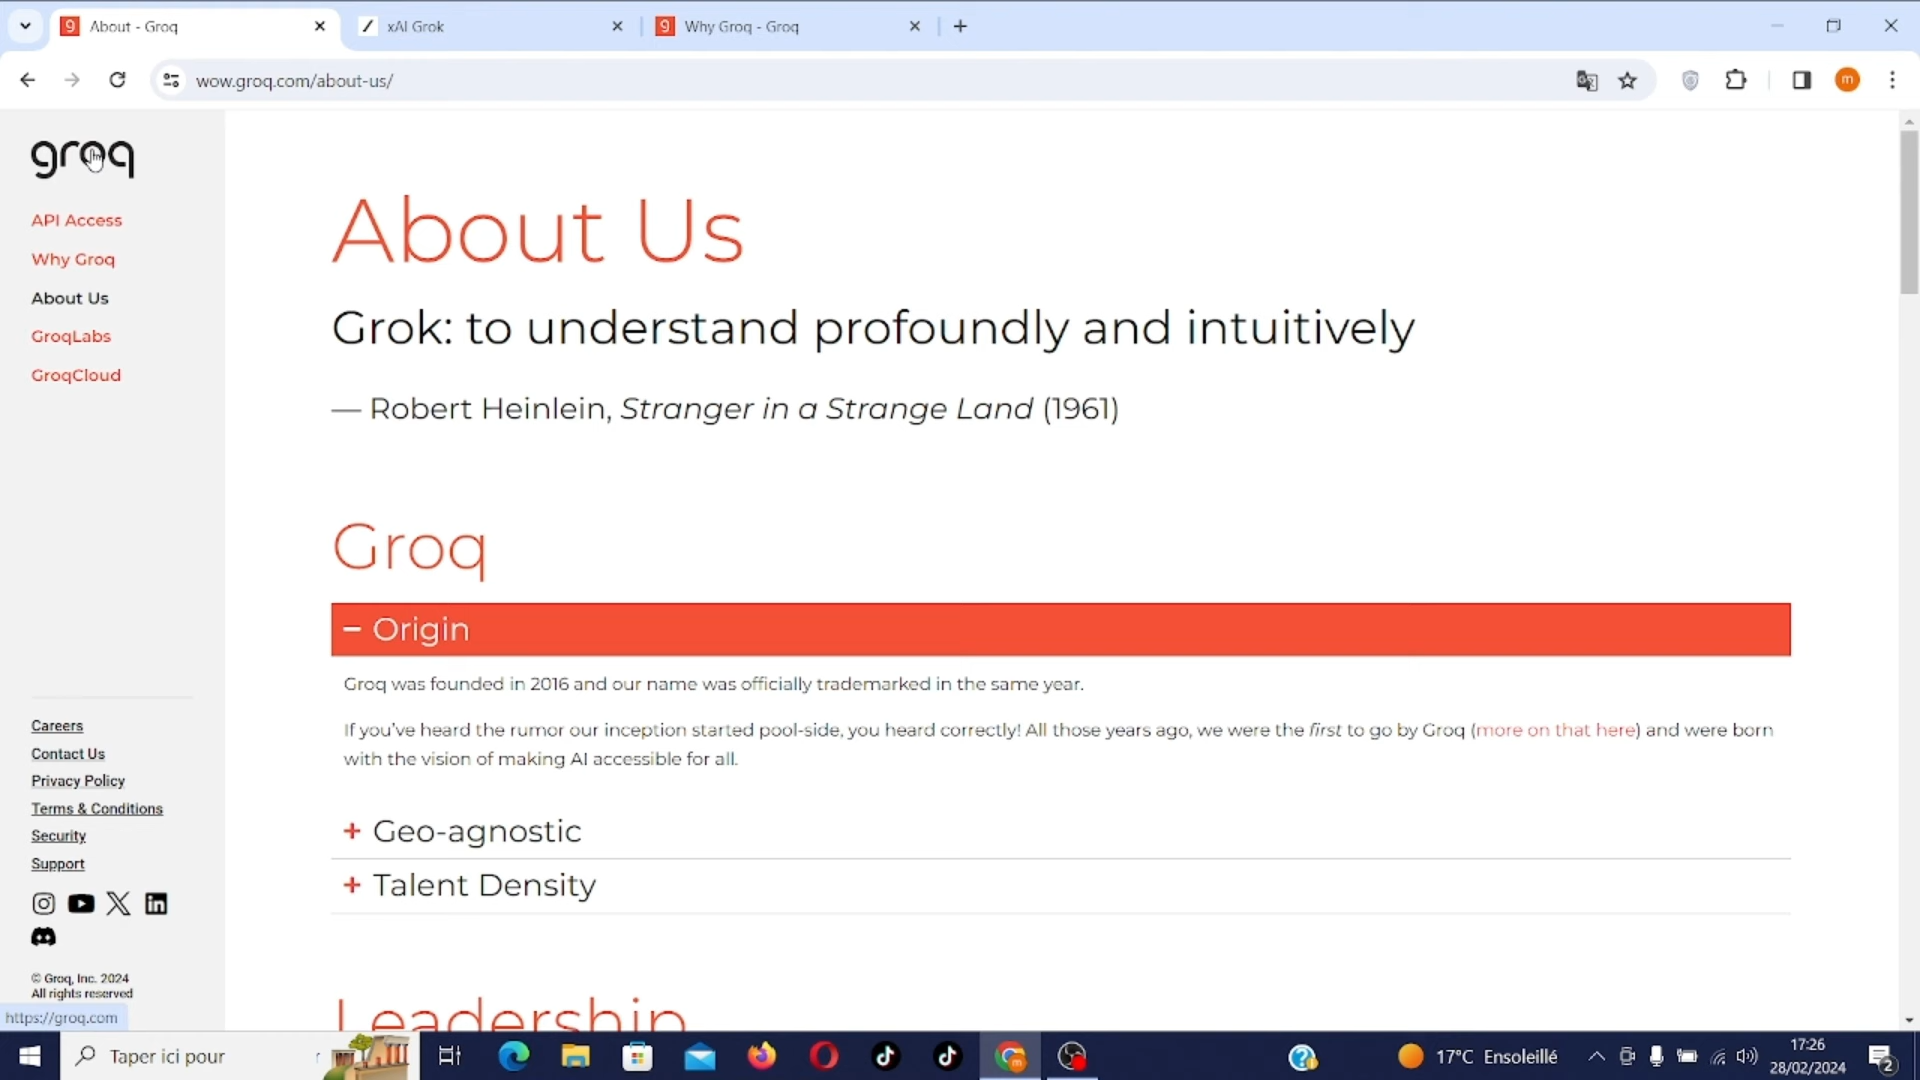 About - Groq
xAI Grok
Why Groq - Groq
wow.groq.com/about-us/
m
groq
API Access
Why Groq
About Us
GroqLabs
GroqCloud
About Us
Grok: to understand profoundly and intuitively
— Robert Heinlein, Stranger in a Strange Land (1961)
Groq
− Origin
Groq was founded in 2016 and our name was officially trademarked in the same year.
If you've heard the rumor our inception started pool-side, you heard correctly! All those years ago, we were the first to go by Groq (more on that here) and were born
with the vision of making AI accessible for all.
+ Geo-agnostic
+ Talent Density
Leadership
Careers
Contact Us
Privacy Policy
Terms & Conditions
Security
Support
© Groq, Inc. 2024
All rights reserved
https://groq.com
Taper ici pour
17°C Ensoleillé
17:26
28/02/2024
2